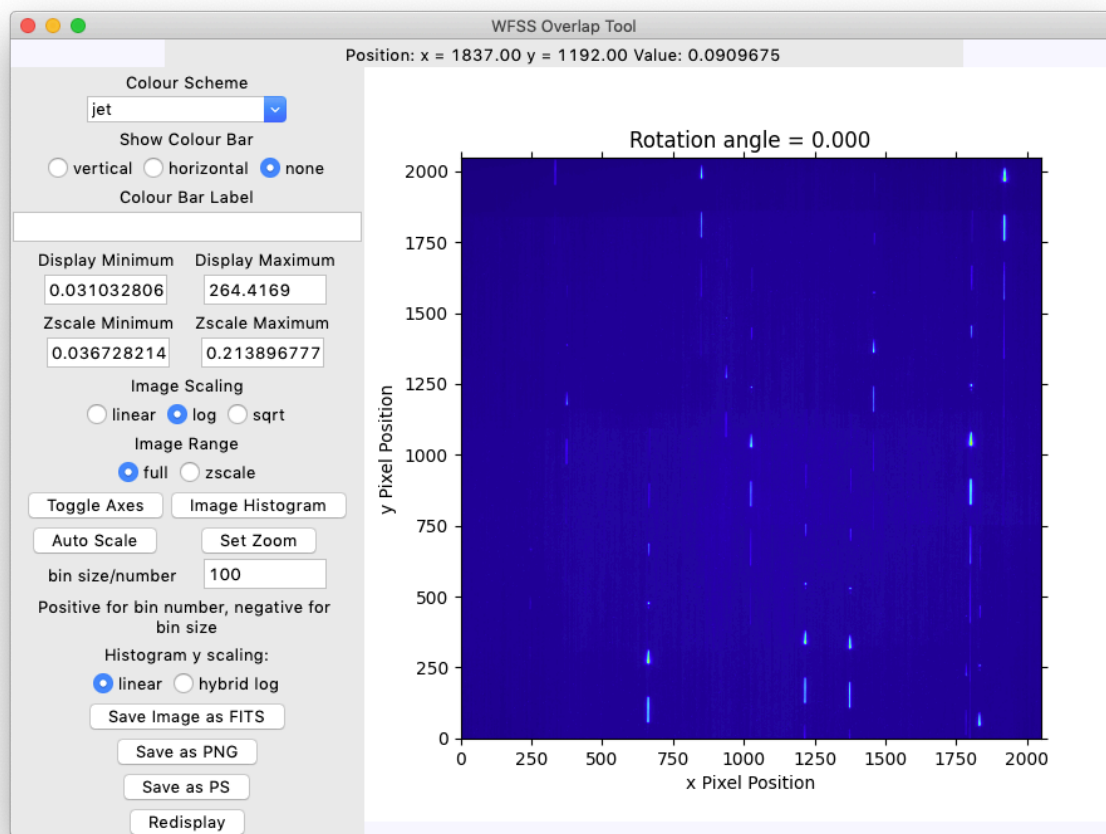 WFSS Overlap Tool
Position: x = 1837.00 y = 1192.00 Value: 0.0909675
Colour Scheme
jet
Show Colour Bar
vertical horizontal none
Colour Bar Label
Display Minimum Display Maximum
0.031032806 264.4169
Zscale Minimum Zscale Maximum
0.036728214 0.213896777
Image Scaling
linear log sqrt
Image Range
full zscale
Toggle Axes Image Histogram
Auto Scale Set Zoom
bin size/number 100
Positive for bin number, negative for
bin size
Histogram y scaling:
linear hybrid log
Save Image as FITS
Save as PNG
Save as PS
Redisplay
Rotation angle = 0.000
y Pixel Position
2000
1750
1500
1250
1000
750
500
250
0
0 250 500 750 1000 1250 1500 1750 2000
x Pixel Position